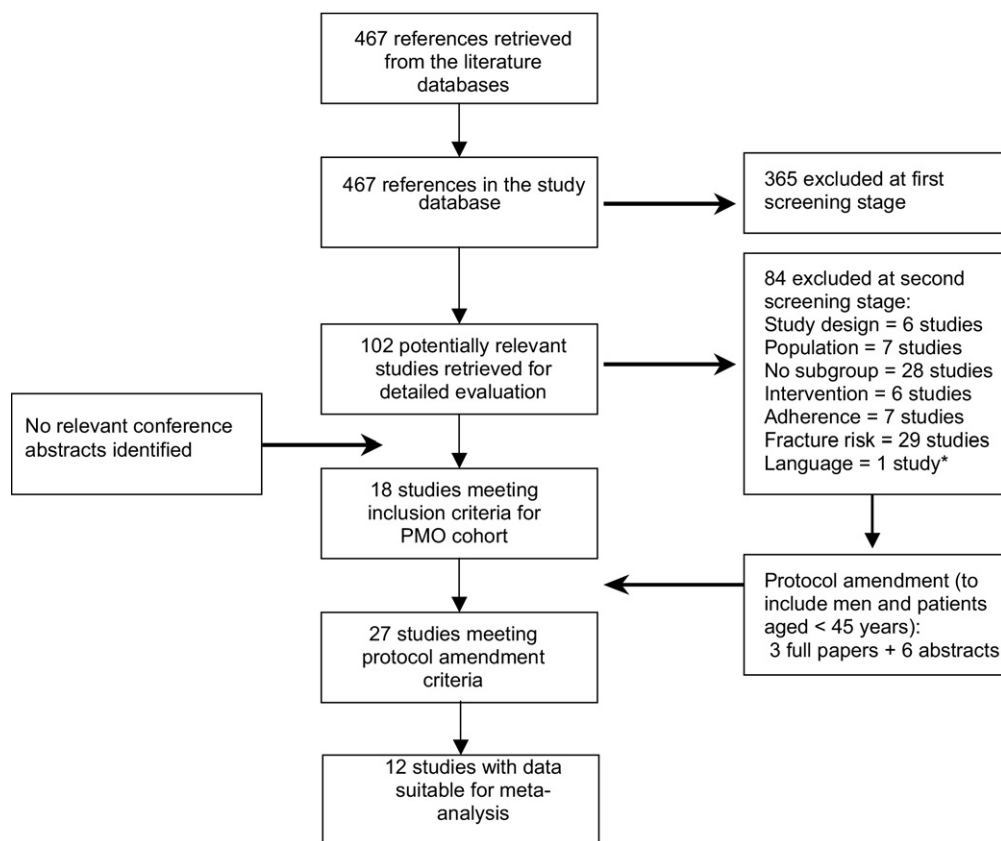 467 references retrieved
from the literature
databases
467 references in the study
database
365 excluded at first
screening stage
102 potentially relevant
studies retrieved for
detailed evaluation
84 excluded at second
screening stage:
Study design = 6 studies
Population = 7 studies
No subgroup = 28 studies
Intervention = 6 studies
Adherence = 7 studies
Fracture risk = 29 studies
Language = 1 study*
No relevant conference
abstracts identified
18 studies meeting
inclusion criteria for
PMO cohort
Protocol amendment (to
include men and patients
aged < 45 years):
3 full papers + 6 abstracts
27 studies meeting
protocol amendment
criteria
12 studies with data
suitable for meta-
analysis